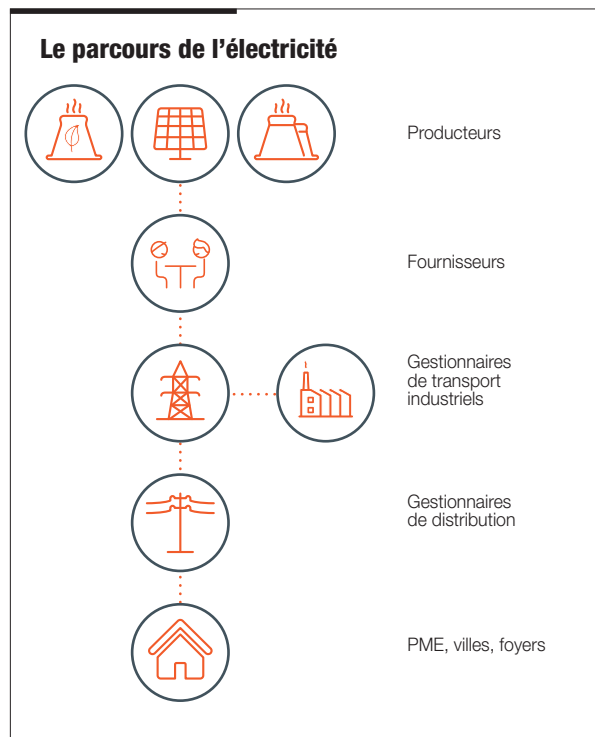 Le parcours de l’électricité
Producteurs
Fournisseurs
Gestionnaires
de transport
industriels
Gestionnaires
de distribution
PME, villes, foyers